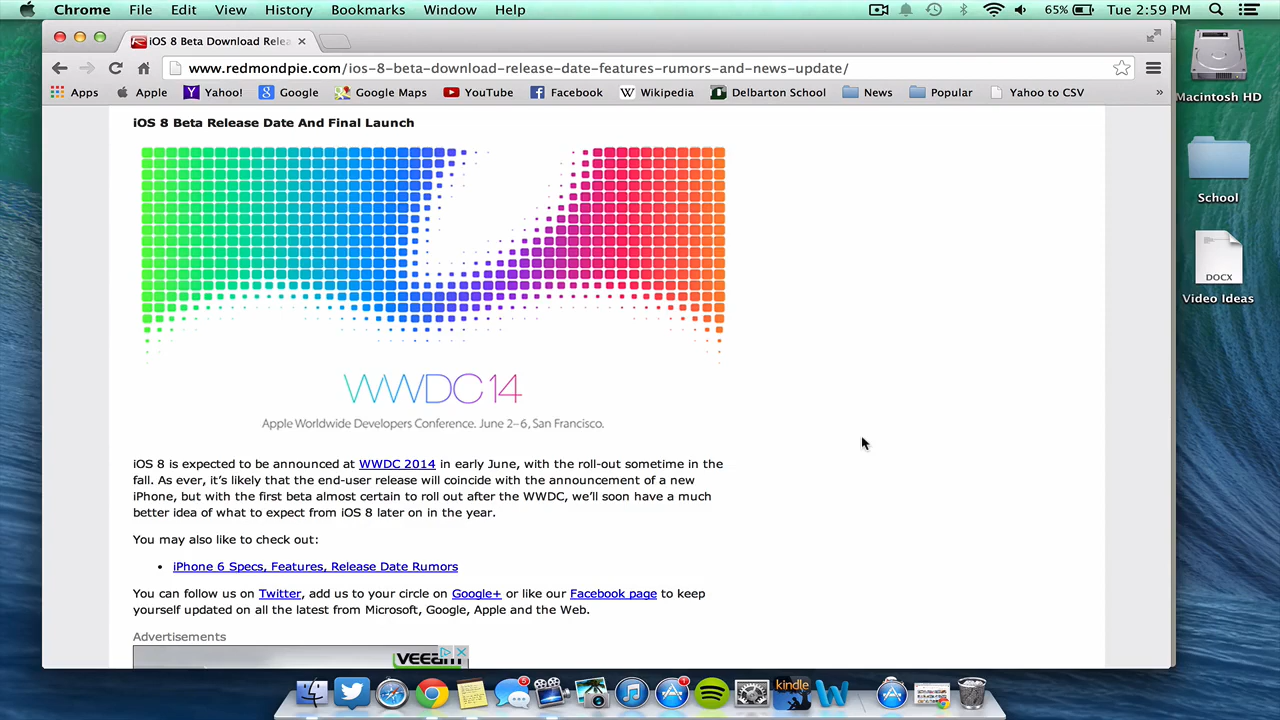 Chrome File Edit View History Bookmarks Window Help 65% Tue 2:59 PM
iOS 8 Beta Download Relea
www.redmondpie.com/ios-8-beta-download-release-date-features-rumors-and-news-update/
Apps Apple Yahoo! Google Google Maps YouTube Facebook Wikipedia Delbarton School News Popular Yahoo to CSV »
Macintosh HD
School
DOCX
Video Ideas
iOS 8 Beta Release Date And Final Launch
WWDC14
Apple Worldwide Developers Conference. June 2–6, San Francisco.
iOS 8 is expected to be announced at WWDC 2014 in early June, with the roll-out sometime in the
fall. As ever, it's likely that the end-user release will coincide with the announcement of a new
iPhone, but with the first beta almost certain to roll out after the WWDC, we'll soon have a much
better idea of what to expect from iOS 8 later on in the year.
You may also like to check out:
• iPhone 6 Specs, Features, Release Date Rumors
You can follow us on Twitter, add us to your circle on Google+ or like our Facebook page to keep
yourself updated on all the latest from Microsoft, Google, Apple and the Web.
Advertisements
veeam
5
1
kindle
W